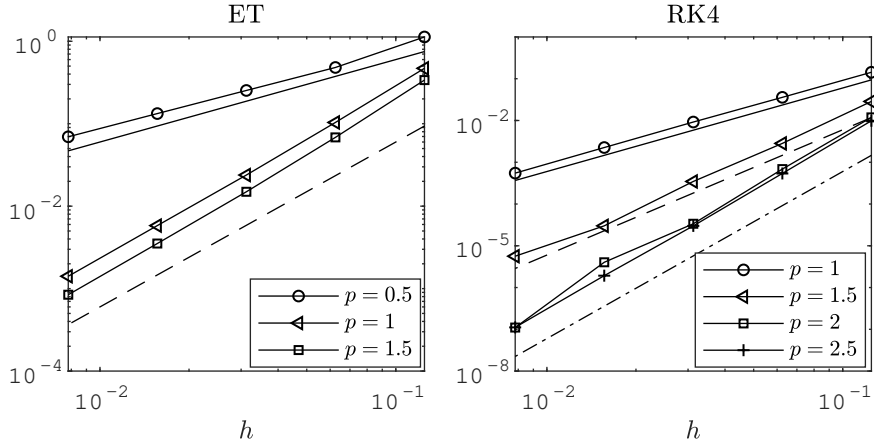 ET
10^0
10^-2
10^-4
10^-2
10^-1
h
p = 0.5
p = 1
p = 1.5
RK4
10^-2
10^-5
10^-8
10^-2
10^-1
h
p = 1
p = 1.5
p = 2
p = 2.5